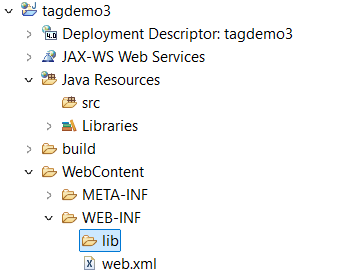 tagdemo3
Deployment Descriptor: tagdemo3
JAX-WS Web Services
Java Resources
src
Libraries
build
WebContent
META-INF
WEB-INF
lib
web.xml